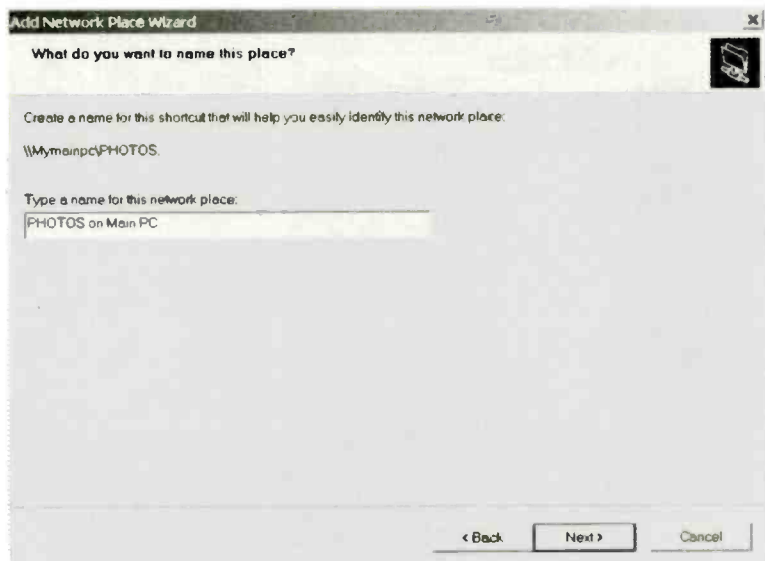 Add Network Place Wizard
What do you want to name this place?
Create a name for this shortcut that will help you easily identify this network place:
\\Mymainpc\PHOTOS.
Type a name for this network place:
PHOTOS on Main PC
< Back
Next >
Cancel